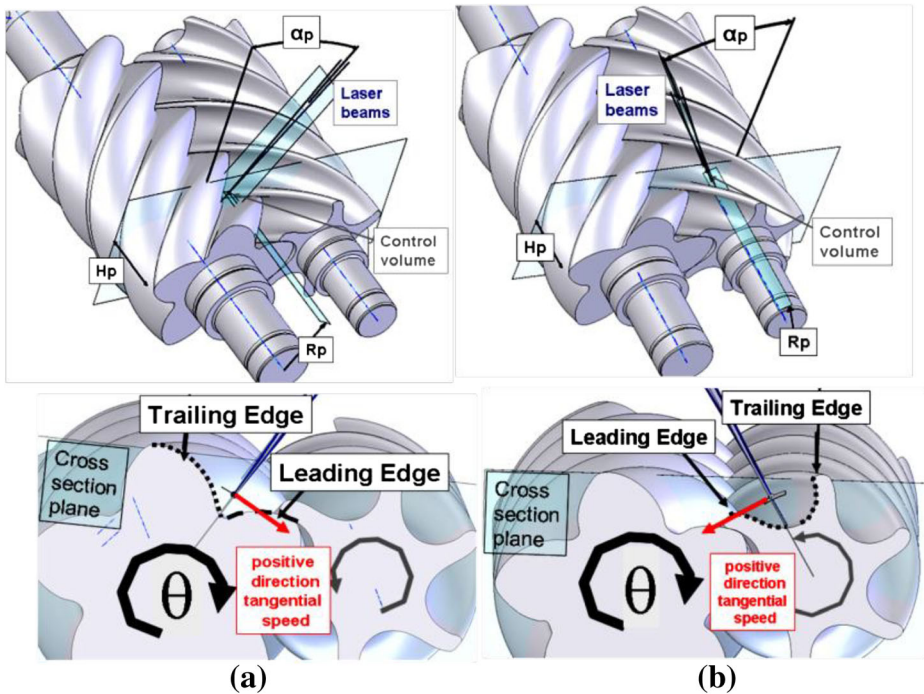 αp
Laser
beams
Control
volume
Hp
Rp
αp
Laser
beams
Control
volume
Hp
Rp
Trailing Edge
Leading Edge
Cross
section
plane
θ
positive
direction
tangential
speed
(a)
Trailing Edge
Leading Edge
Cross
section
plane
θ
positive
direction
tangential
speed
(b)